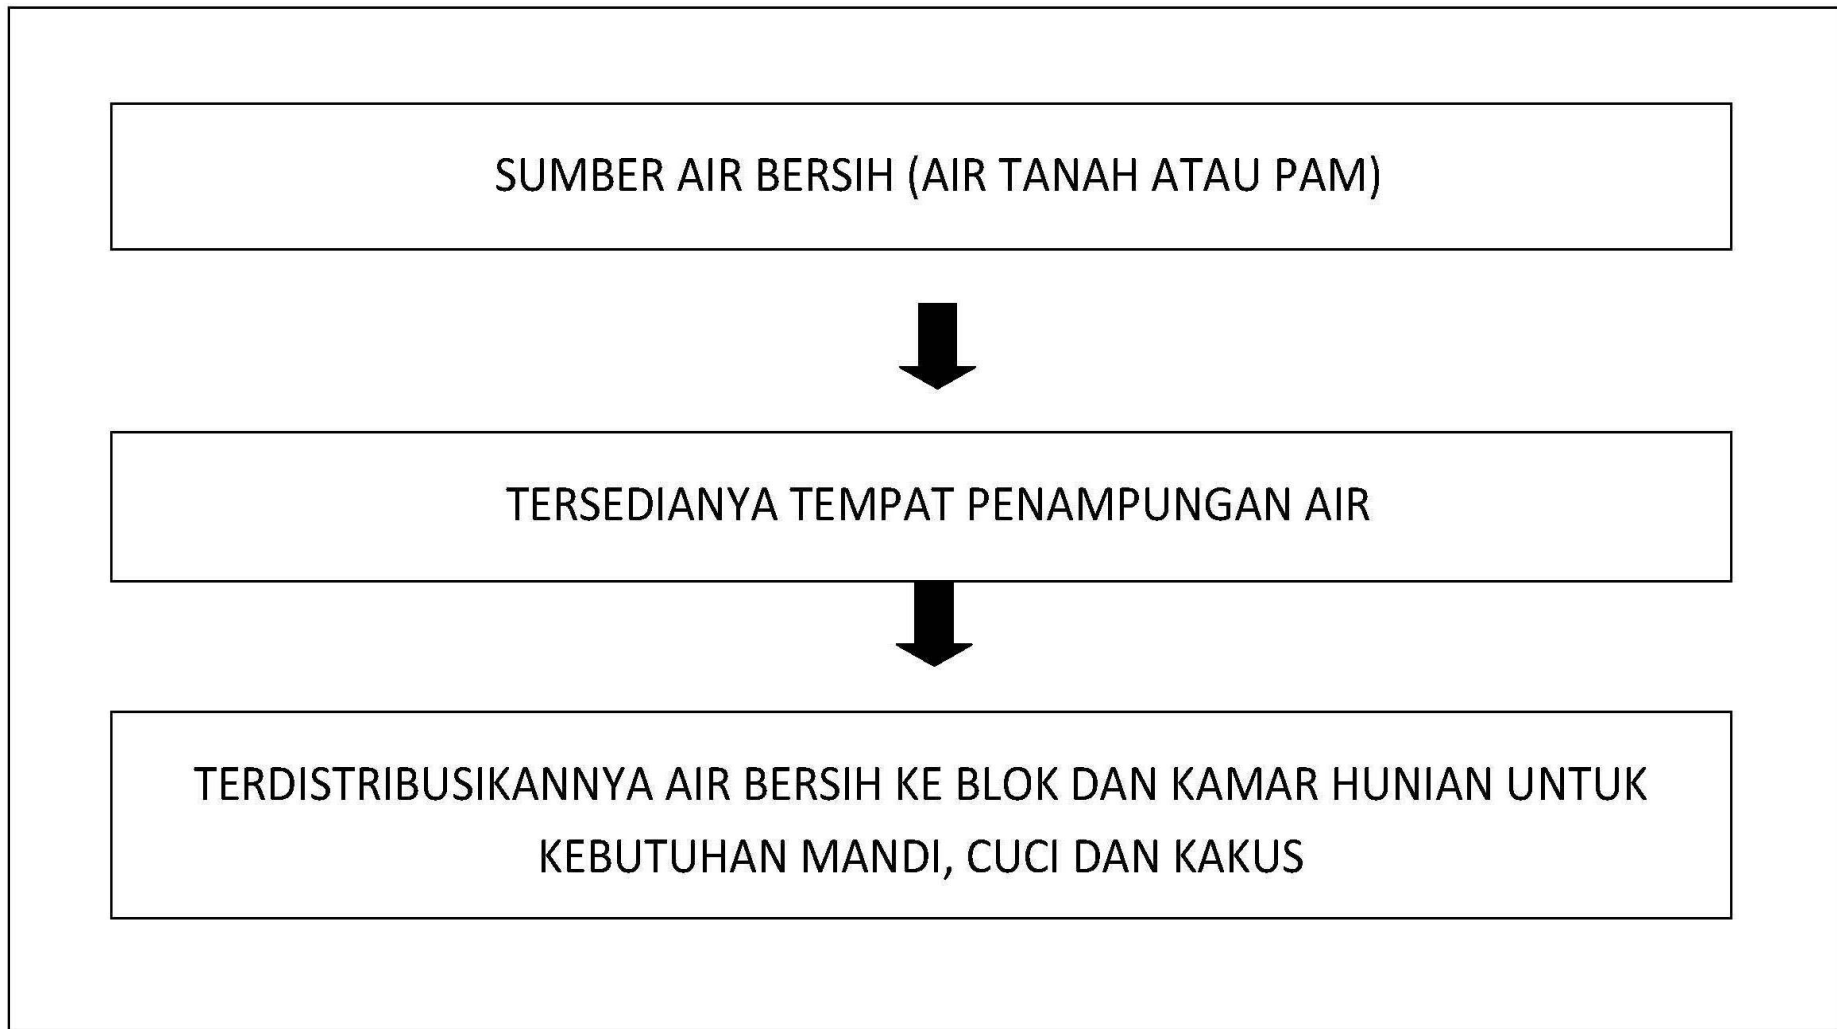 SUMBER AIR BERSIH (AIR TANAH ATAU PAM)
TERSEDIANYA TEMPAT PENAMPUNGAN AIR
TERDISTRIBUSIKANNYA AIR BERSIH KE BLOK DAN KAMAR HUNIAN UNTUK
KEBUTUHAN MANDI, CUCI DAN KAKUS